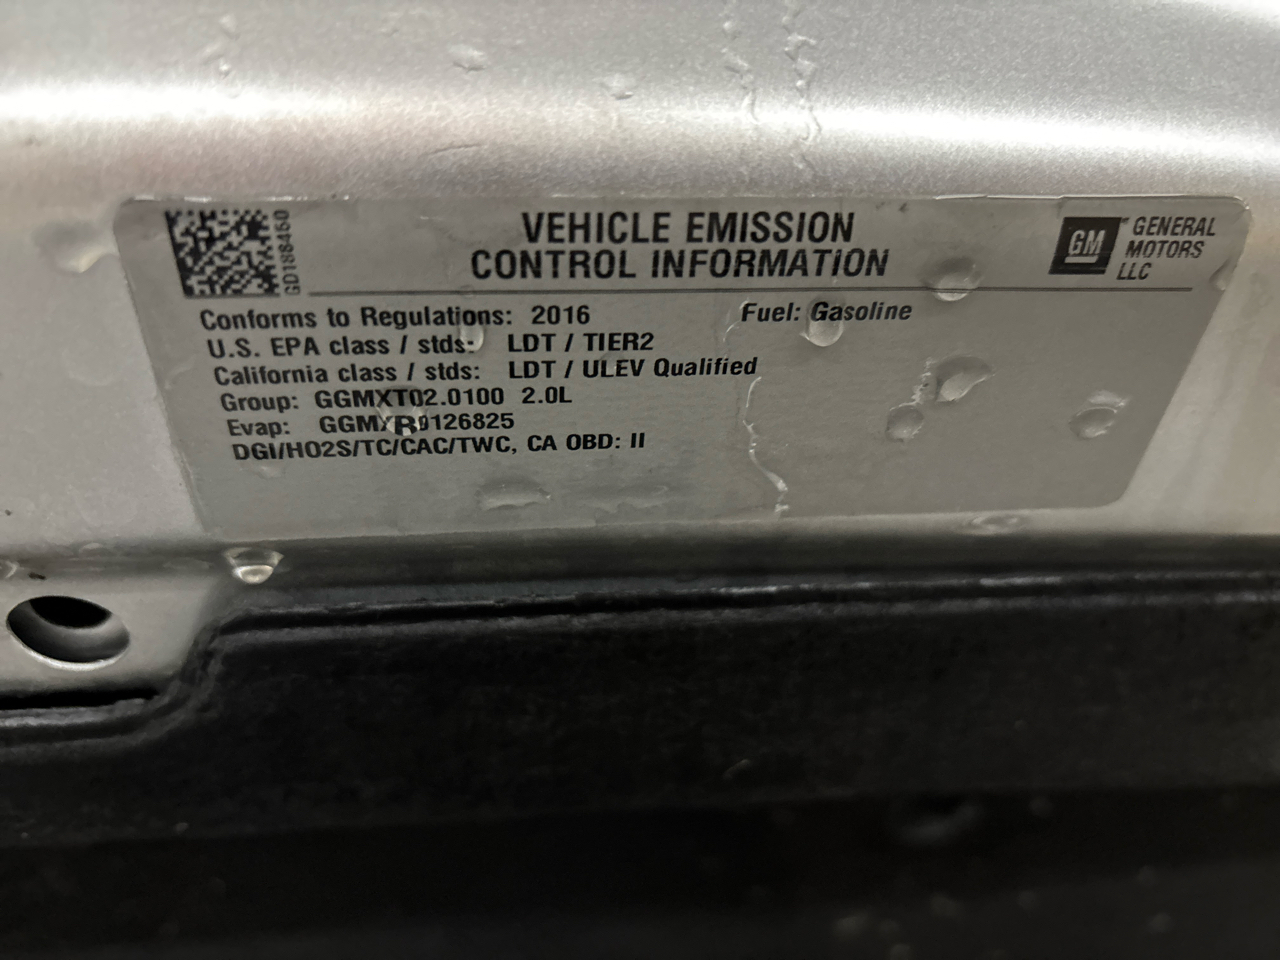 GD188450
VEHICLE EMISSION
CONTROL INFORMATION
GM
GENERAL
MOTORS
LLC
Conforms to Regulations: 2016 Fuel: Gasoline
U.S. EPA class / stds: LDT / TIER2
California class / stds: LDT / ULEV Qualified
Group: GGMXT02.0100 2.0L
Evap: GGMXR0126825
DGI/HO2S/TC/CAC/TWC, CA OBD: II